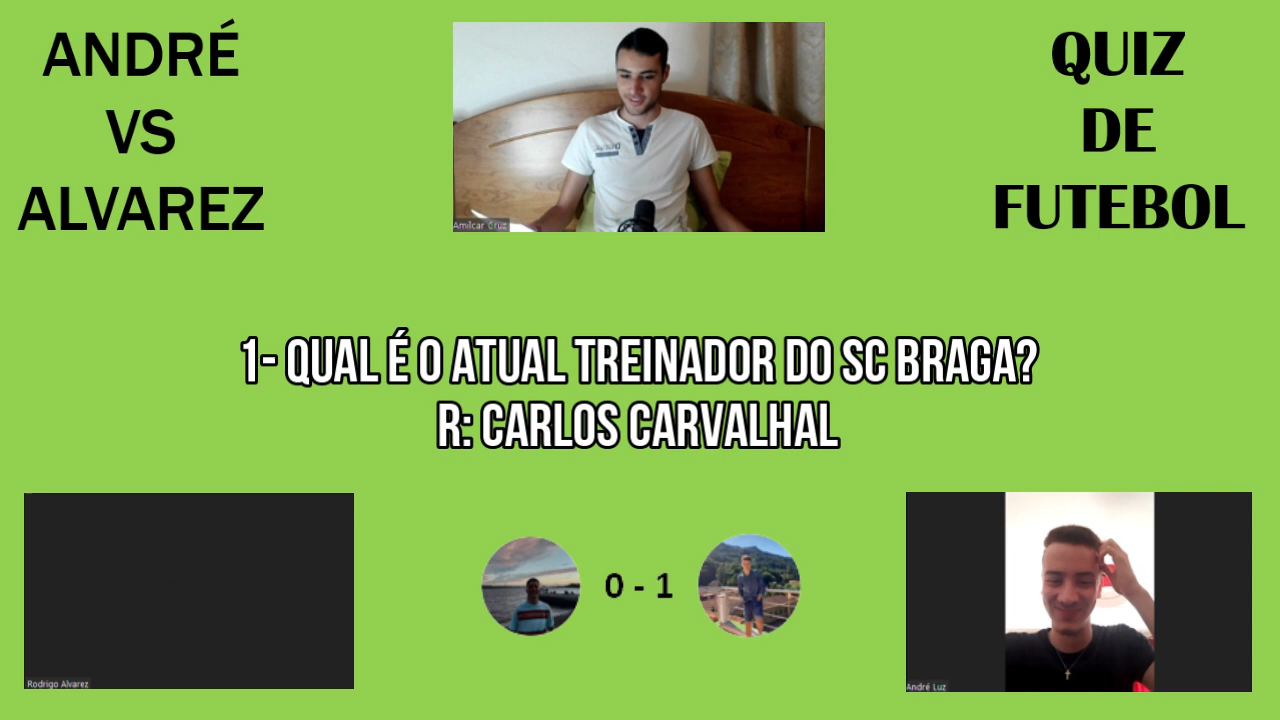 ANDRÉ
VS
ALVAREZ
Amilcar Cruz
QUIZ
DE
FUTEBOL
1- QUAL É O ATUAL TREINADOR DO SC BRAGA?
R: CARLOS CARVALHAL
0 - 1
Rodrigo Alvarez
André Luz